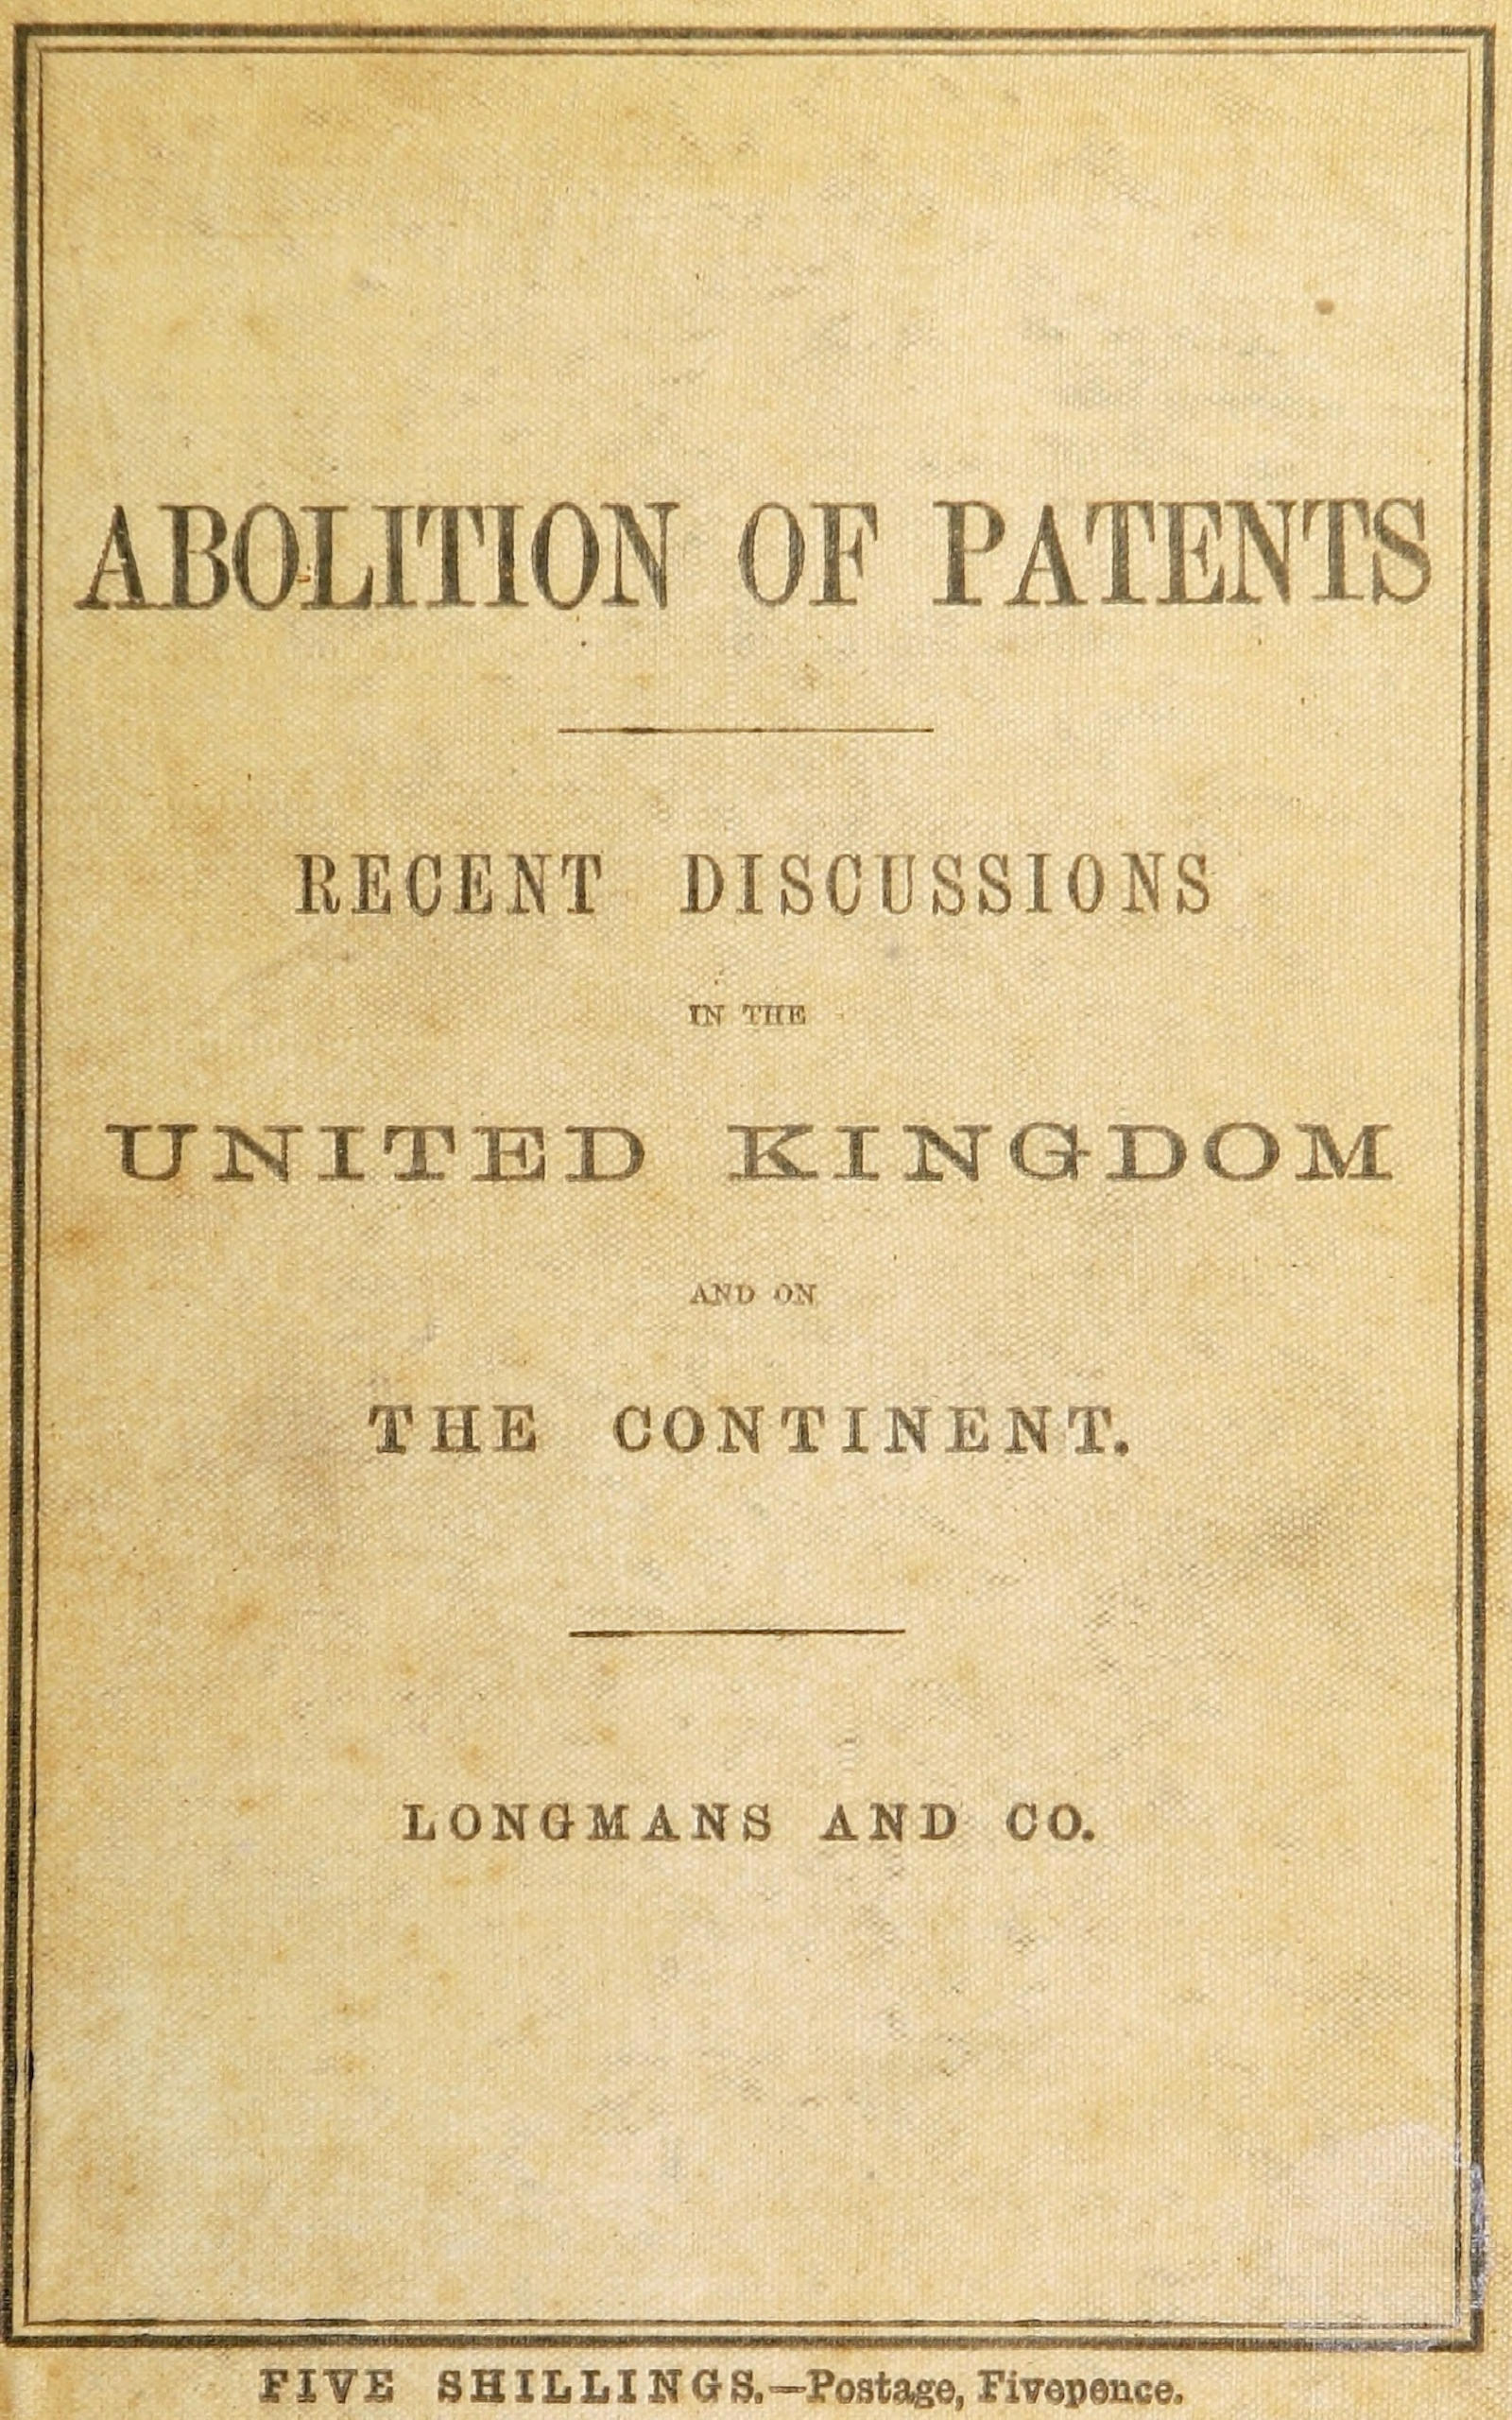 ABOLITION OF PATENTS
RECENT DISCUSSIONS
IN THE
UNITED KINGDOM
AND ON
THE CONTINENT.
LONGMANS AND CO.
FIVE SHILLINGS.—Postage, Fivepence.